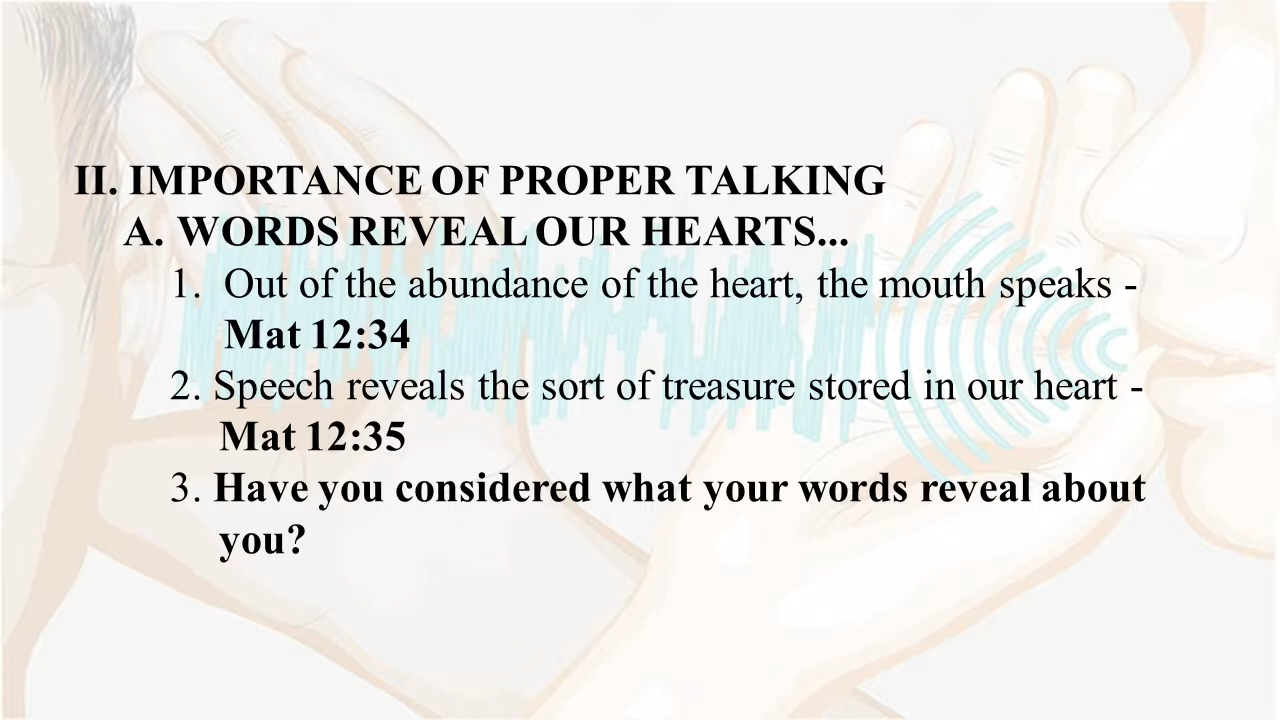 II. IMPORTANCE OF PROPER TALKING
A. WORDS REVEAL OUR HEARTS...
1. Out of the abundance of the heart, the mouth speaks -
Mat 12:34
2. Speech reveals the sort of treasure stored in our heart -
Mat 12:35
3. Have you considered what your words reveal about
you?